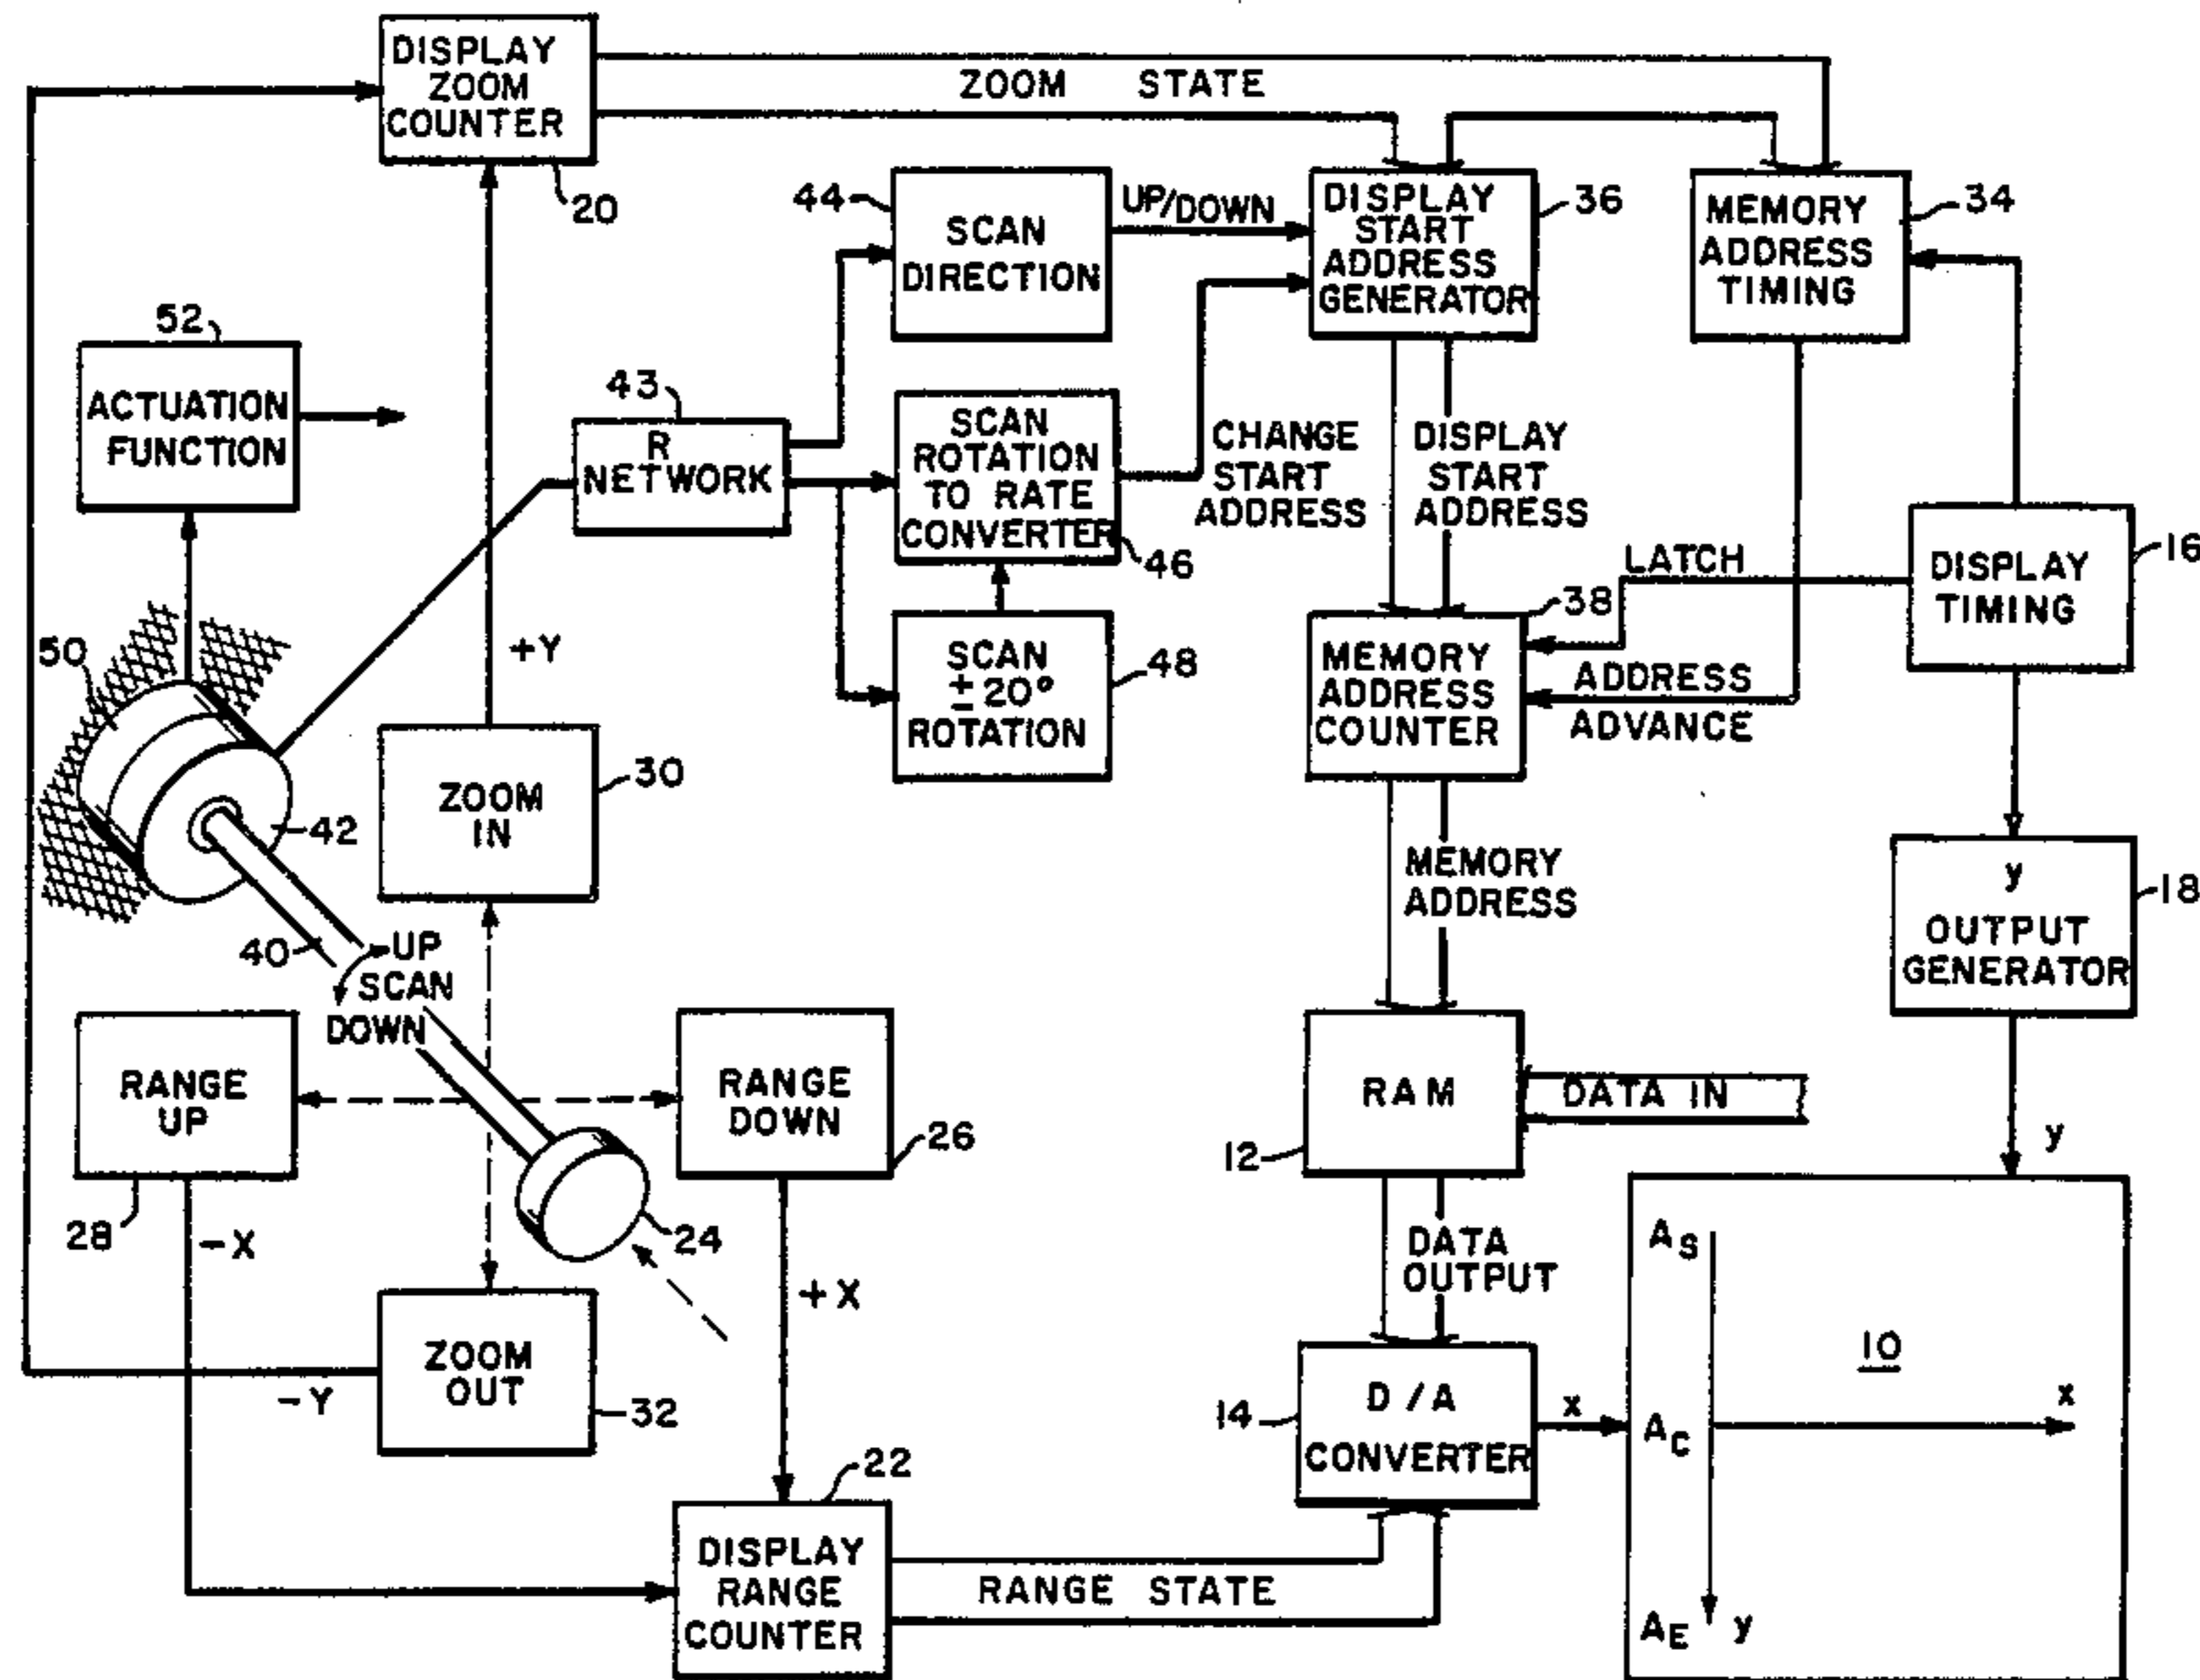 DISPLAY
ZOOM
COUNTER
20
ZOOM STATE
44
SCAN
DIRECTION
UP/DOWN
DISPLAY
START
ADDRESS
GENERATOR
36
MEMORY
ADDRESS
TIMING
34
52
ACTUATION
FUNCTION
43
R
NETWORK
SCAN
ROTATION
TO RATE
CONVERTER
46
CHANGE
START
ADDRESS
DISPLAY
START
ADDRESS
LATCH
DISPLAY
TIMING
16
50
+Y
SCAN
± 20°
ROTATION
48
38
MEMORY
ADDRESS
COUNTER
ADDRESS
ADVANCE
42
ZOOM
IN
30
MEMORY
ADDRESS
y
OUTPUT
GENERATOR
18
40
UP
SCAN
DOWN
RANGE
UP
28
-X
RANGE
DOWN
26
24
+X
RAM
12
DATA IN
y
DATA
OUTPUT
ZOOM
OUT
32
-Y
D/A
CONVERTER
14
x
AS
AC
AE
10
x
y
22
DISPLAY
RANGE
COUNTER
RANGE STATE